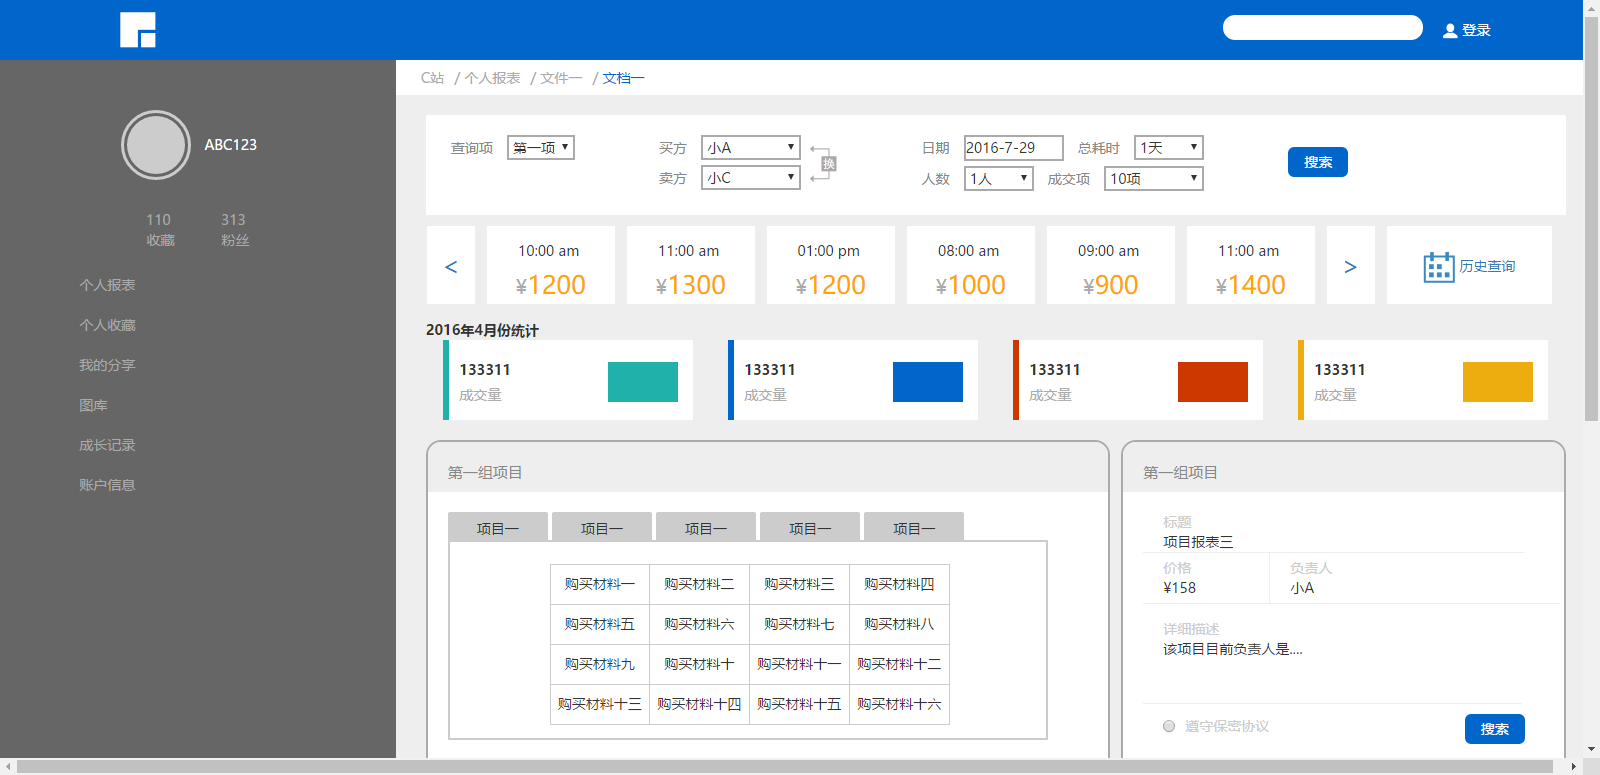 登录
C站 / 个人报表 / 文件一 / 文档一
ABC123
110 313
收藏 粉丝
个人报表
个人收藏
我的分享
图库
成长记录
账户信息
查询项 第一项 买方 小A 换 日期 2016-7-29 总耗时 1天 搜索
卖方 小C 人数 1人 成交项 10项
< 10:00 am 11:00 am 01:00 pm 08:00 am 09:00 am 11:00 am > 历史查询
¥1200 ¥1300 ¥1200 ¥1000 ¥900 ¥1400
2016年4月份统计
133311 133311 133311 133311
成交量 成交量 成交量 成交量
第一组项目
项目一 项目一 项目一 项目一 项目一
购买材料一 购买材料二 购买材料三 购买材料四
购买材料五 购买材料六 购买材料七 购买材料八
购买材料九 购买材料十 购买材料十一 购买材料十二
购买材料十三 购买材料十四 购买材料十五 购买材料十六
第一组项目
标题
项目报表三
价格 负责人
¥158 小A
详细描述
该项目目前负责人是....
遵守保密协议 搜索